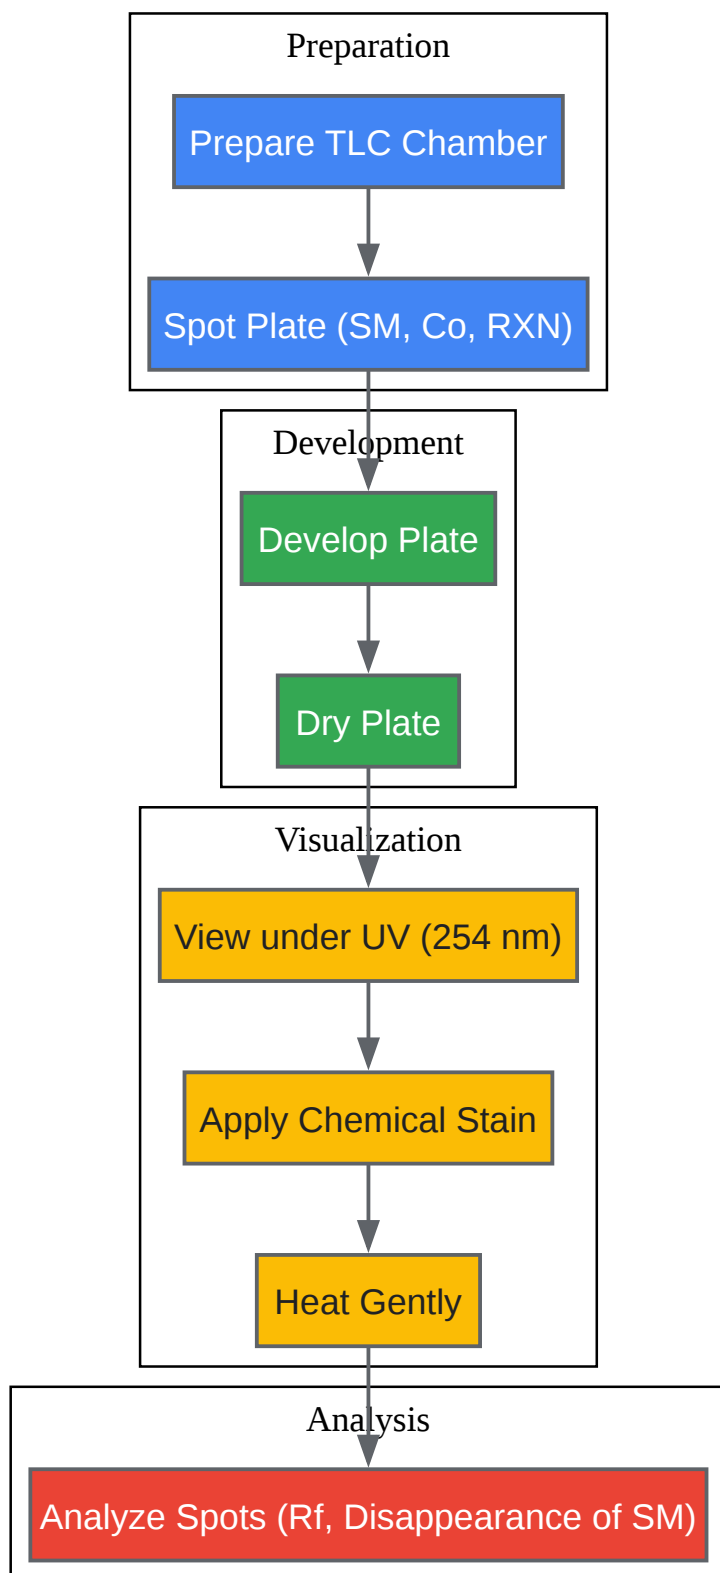 Preparation
Prepare TLC Chamber
Spot Plate (SM, Co, RXN)
Development
Develop Plate
Dry Plate
Visualization
View under UV (254 nm)
Apply Chemical Stain
Heat Gently
Analysis
Analyze Spots (Rf, Disappearance of SM)